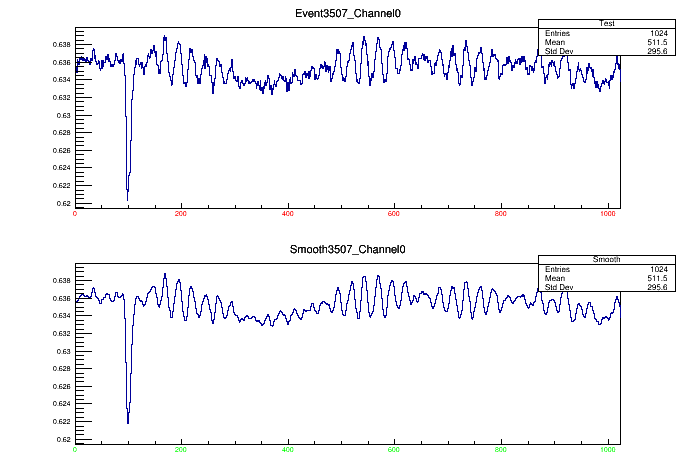 Event3507_Channel0
Test
Entries 1024
Mean 511.5
Std Dev 295.6
0.638
0.636
0.634
0.632
0.63
0.628
0.626
0.624
0.622
0.62
0 200 400 600 800 1000
Smooth3507_Channel0
Smooth
Entries 1024
Mean 511.5
Std Dev 295.6
0.638
0.636
0.634
0.632
0.63
0.628
0.626
0.624
0.622
0.62
0 200 400 600 800 1000